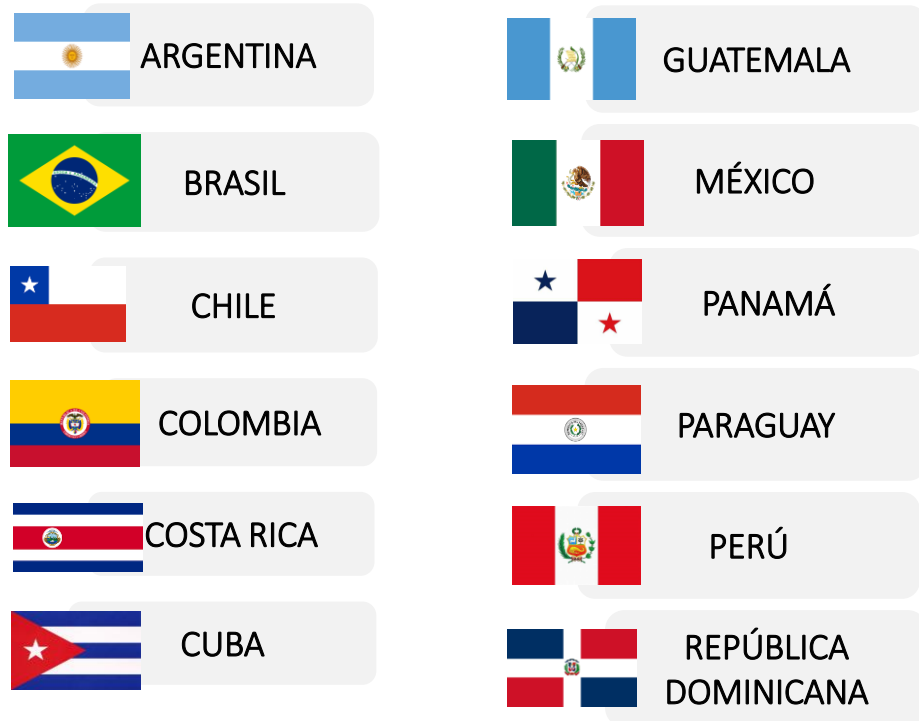 ARGENTINA
BRASIL
CHILE
COLOMBIA
COSTA RICA
CUBA
GUATEMALA
MÉXICO
PANAMÁ
PARAGUAY
PERÚ
REPÚBLICA
DOMINICANA